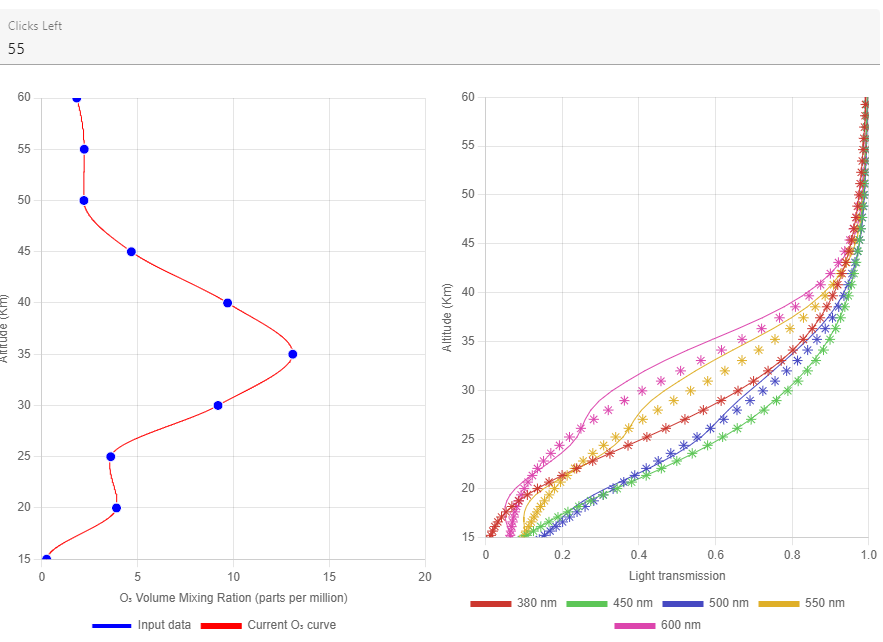 Clicks Left
55
60
55
50
45
40
35
30
25
20
15
0
5
10
15
20
Altitude (Km)
O₃ Volume Mixing Ration (parts per million)
Input data
Current O₃ curve
60
55
50
45
40
35
30
25
20
15
0
0.2
0.4
0.6
0.8
1.0
Altitude (Km)
Light transmission
380 nm
450 nm
500 nm
550 nm
600 nm